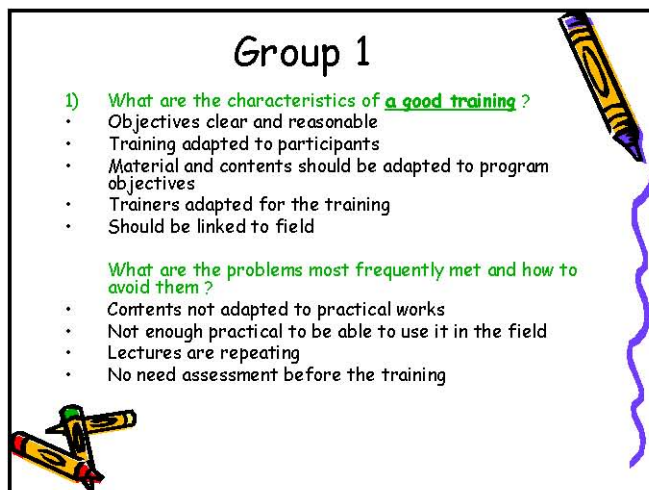 Group 1
1) What are the characteristics of a good training ?
• Objectives clear and reasonable
• Training adapted to participants
• Material and contents should be adapted to program
objectives
• Trainers adapted for the training
• Should be linked to field
What are the problems most frequently met and how to
avoid them ?
• Contents not adapted to practical works
• Not enough practical to be able to use it in the field
• Lectures are repeating
• No need assessment before the training